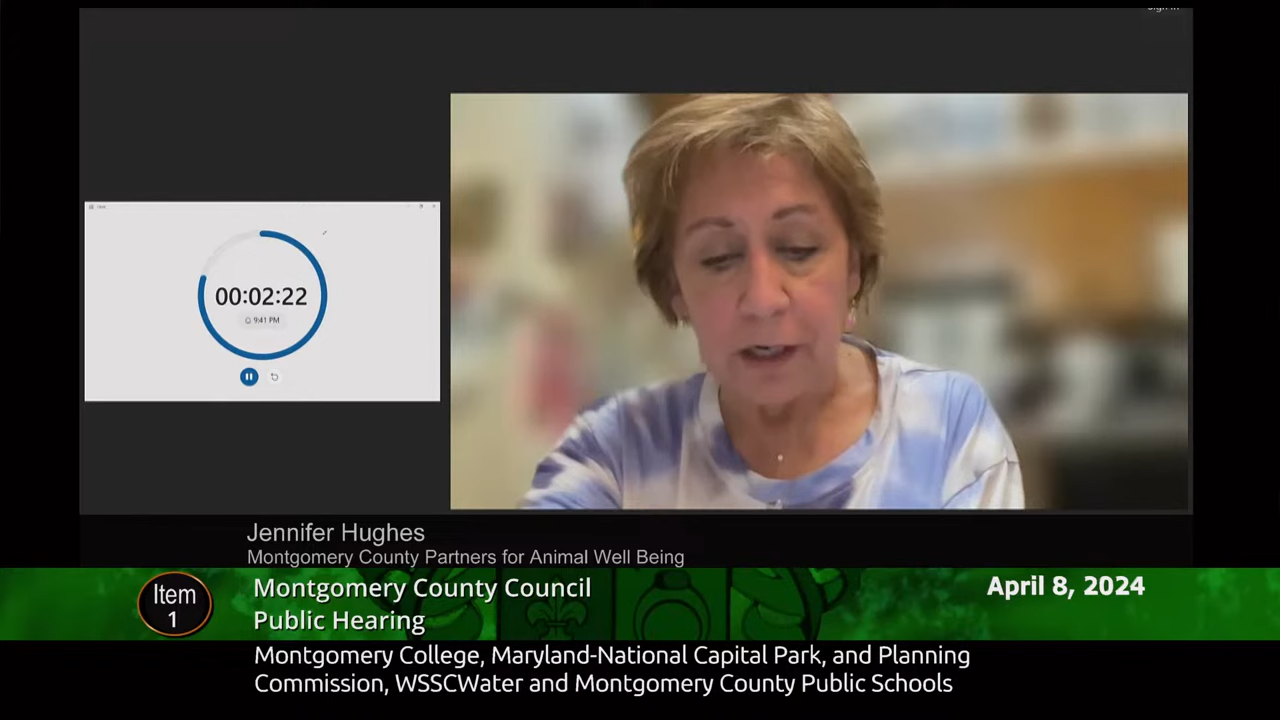 00:02:22
9:41 PM
Jennifer Hughes
Montgomery County Partners for Animal Well Being
Item
1
Montgomery County Council
Public Hearing
April 8, 2024
Montgomery College, Maryland-National Capital Park, and Planning
Commission, WSSCWater and Montgomery County Public Schools